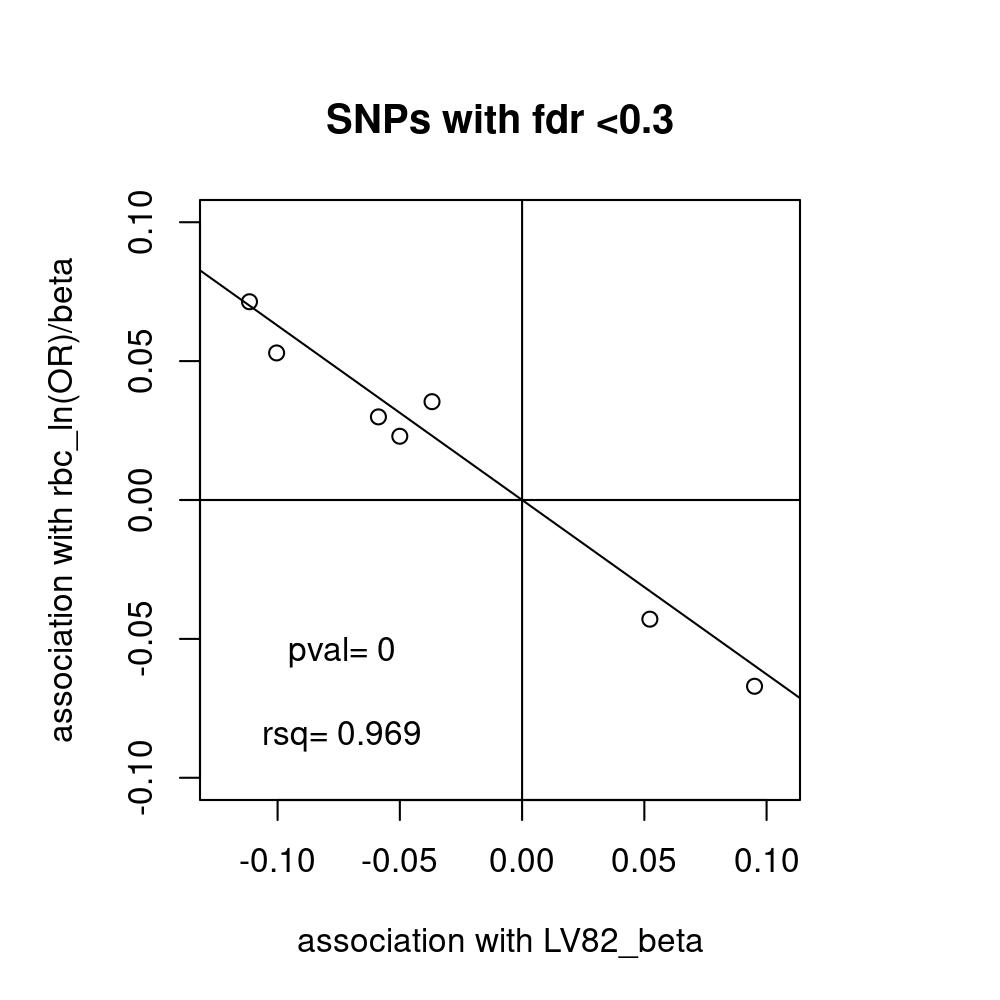 SNPs with fdr <0.3
association with rbc_ln(OR)/beta
0.10
0.05
0.00
-0.05
-0.10
pval= 0
rsq= 0.969
-0.10 -0.05 0.00 0.05 0.10
association with LV82_beta